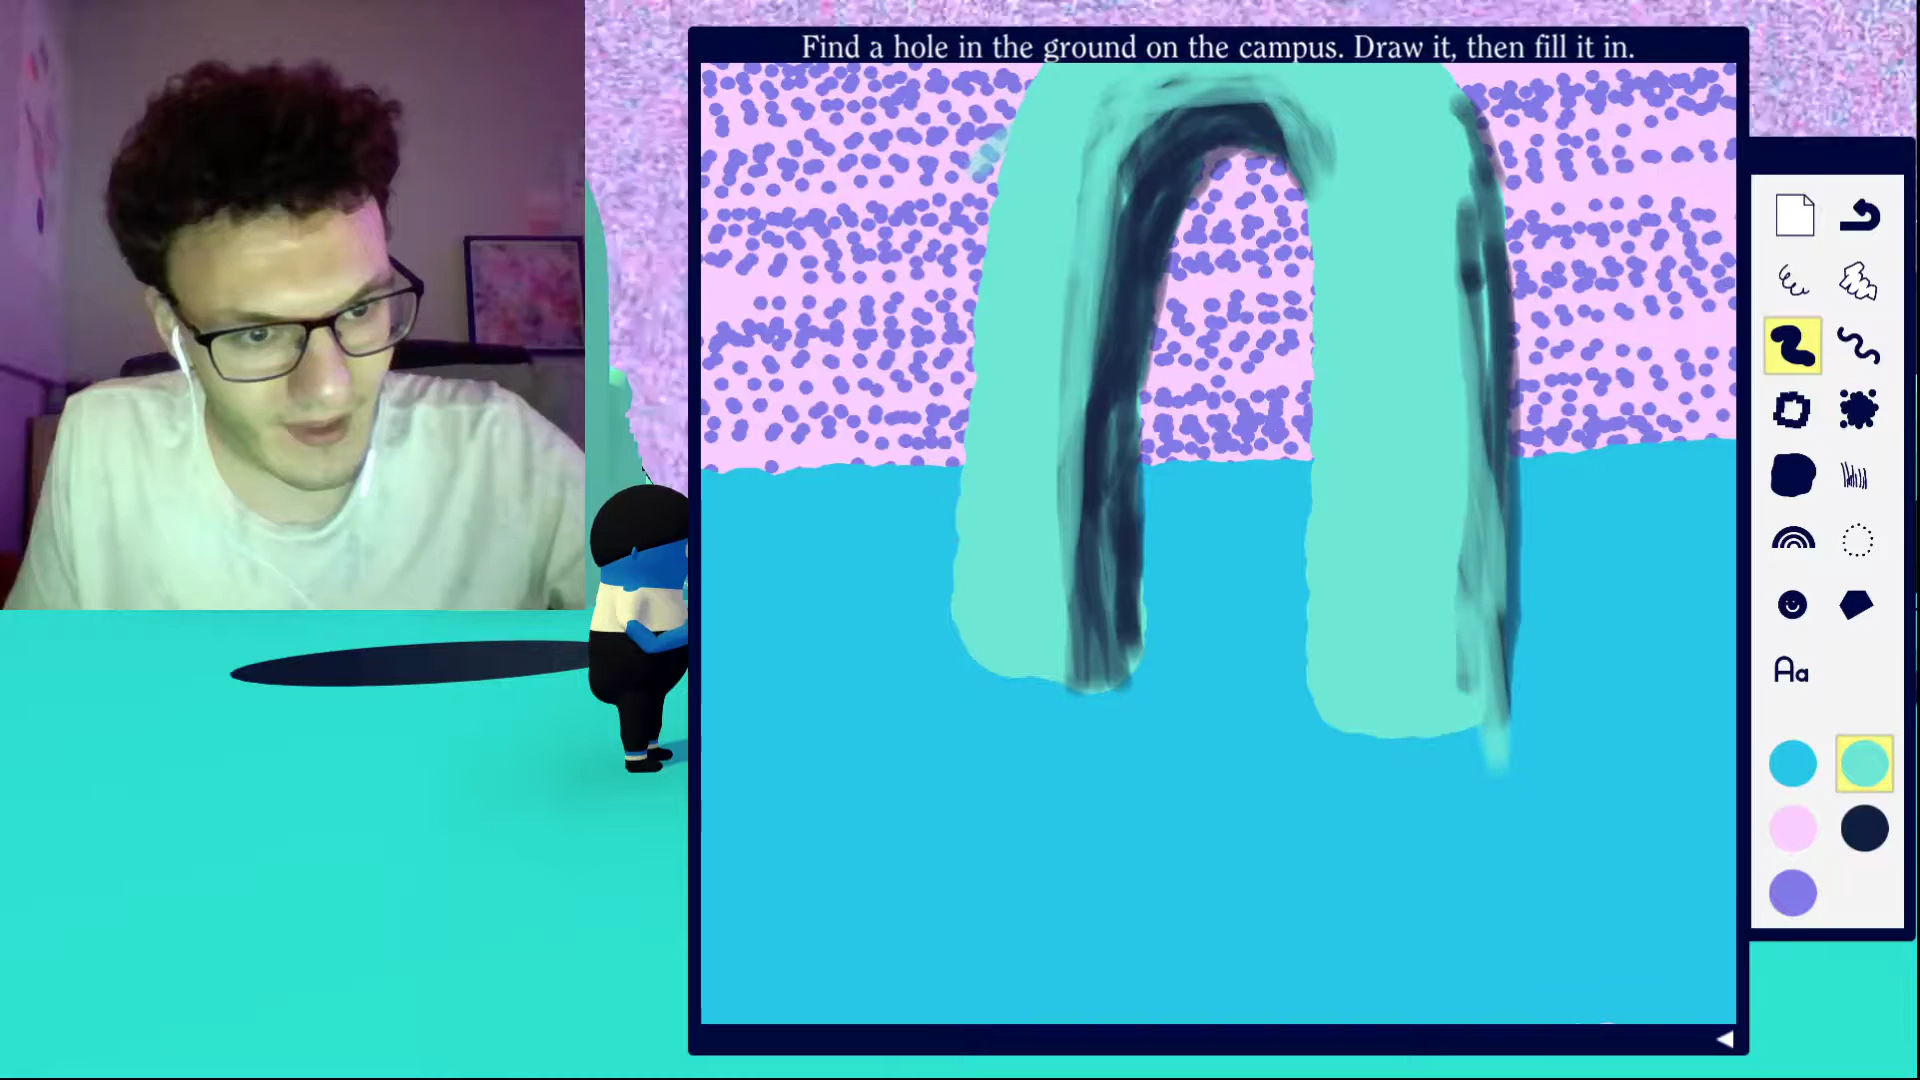 Find a hole in the ground on the campus. Draw it, then fill it in.
Aa